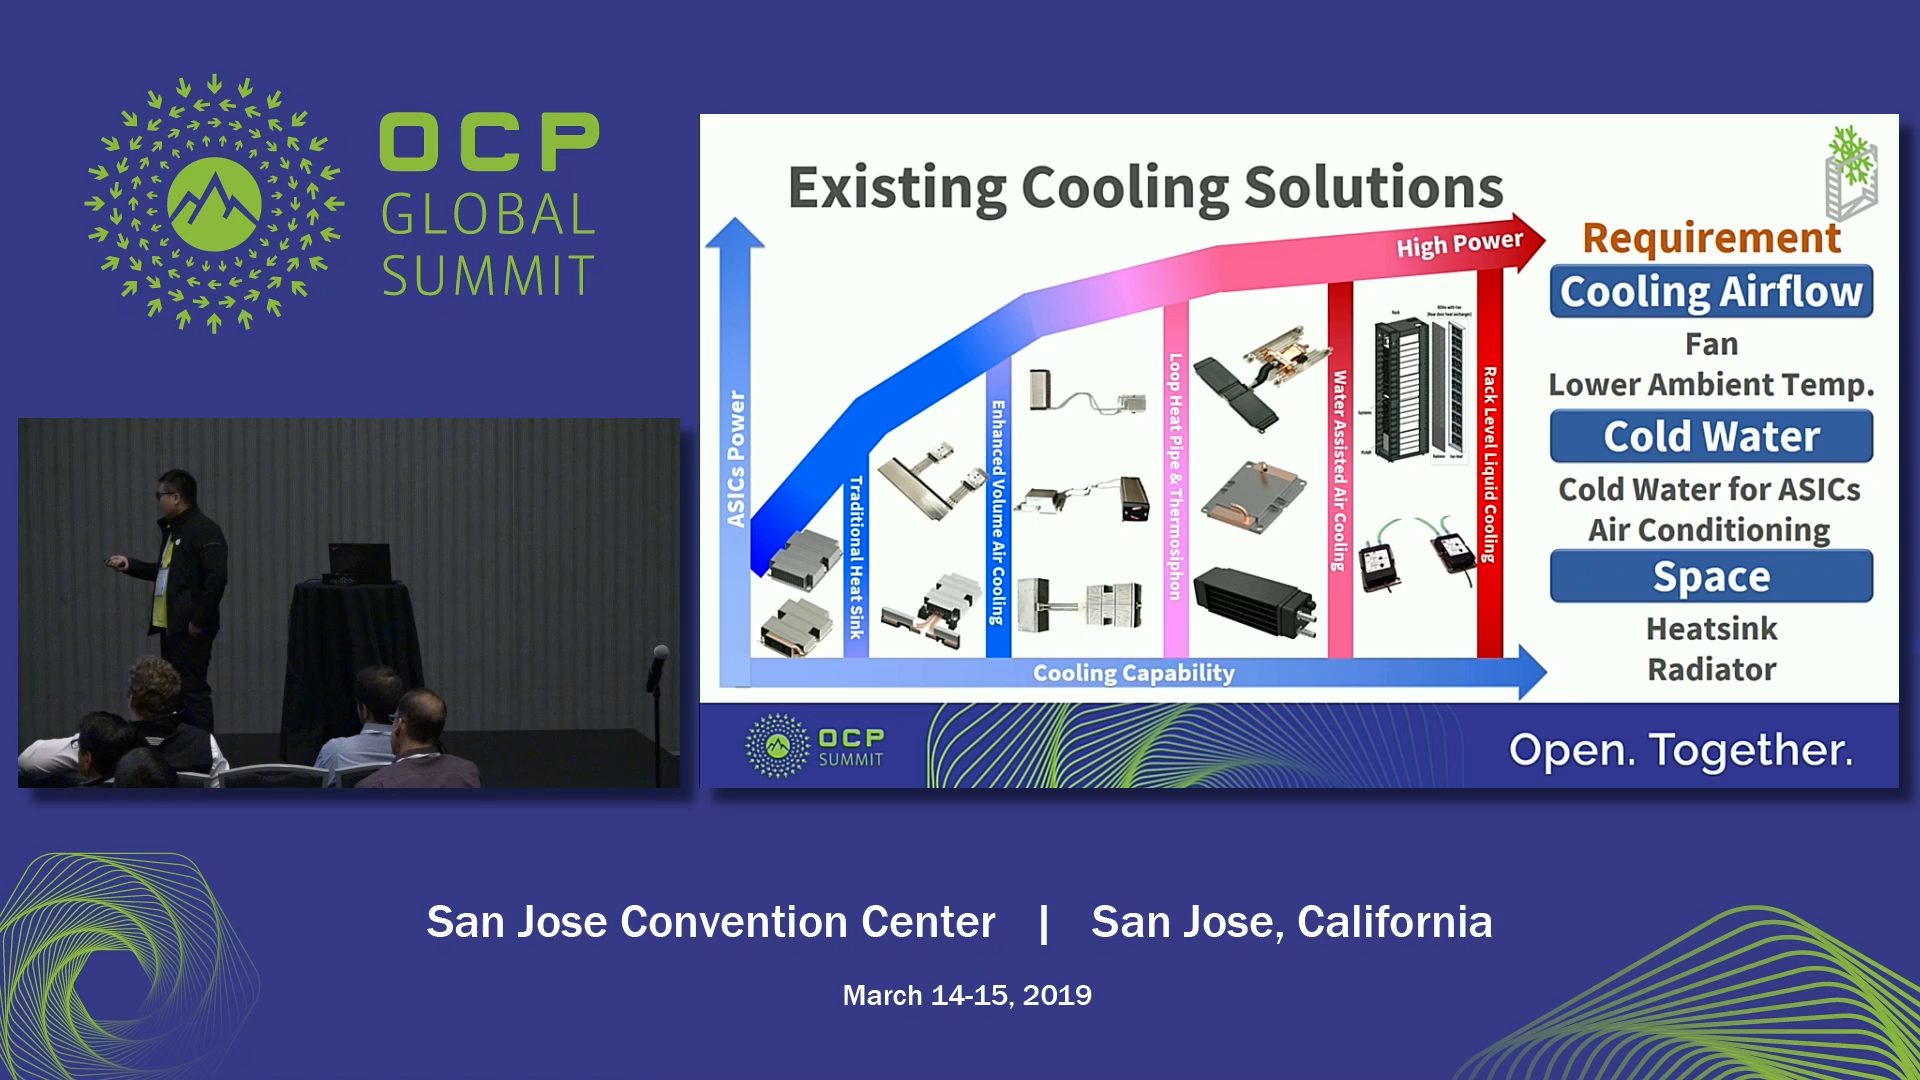 OCP
GLOBAL
SUMMIT
Existing Cooling Solutions
High Power
ASICs Power
Traditional Heat Sink
Enhanced Volume Air Cooling
Loop Heat Pipe & Thermosiphon
Water Assisted Air Cooling
Rack Level Liquid Cooling
Cooling Capability
Requirement
Cooling Airflow
Fan
Lower Ambient Temp.
Cold Water
Cold Water for ASICs
Air Conditioning
Space
Heatsink
Radiator
OCP
SUMMIT
Open. Together.
San Jose Convention Center | San Jose, California
March 14-15, 2019